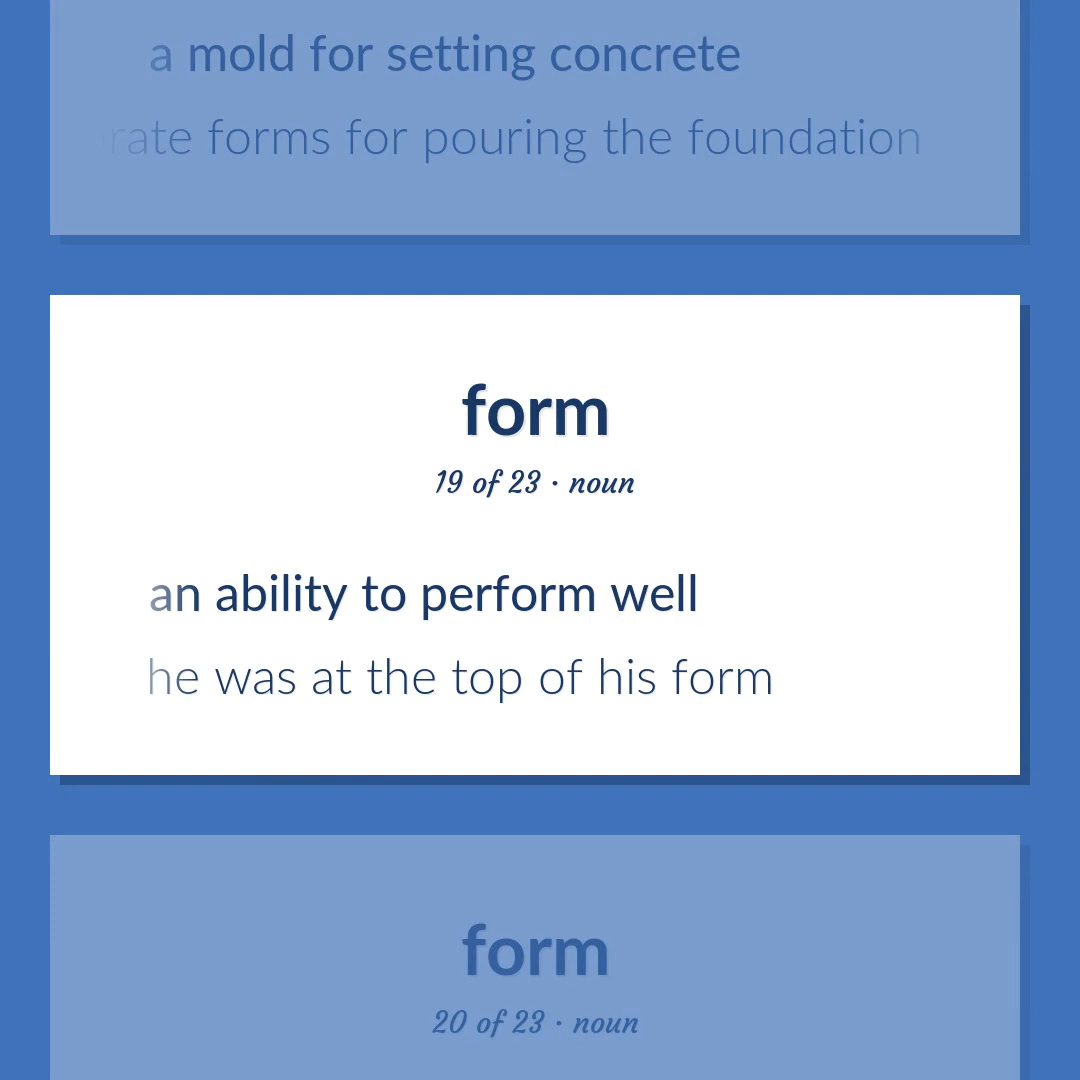 a mold for setting concrete
rate forms for pouring the foundation
form
19 of 23 · noun
an ability to perform well
he was at the top of his form
form
20 of 23 · noun